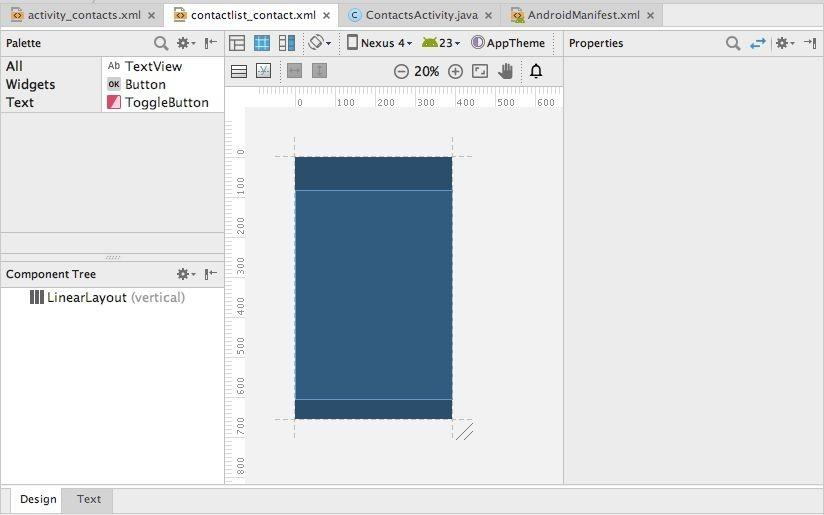 activity_contacts.xml contactlist_contact.xml ContactsActivity.java AndroidManifest.xml
Palette Nexus 4 23 AppTheme Properties
All Ab TextView
Widgets OK Button
Text ToggleButton
20%
0 100 200 300 400 500 600
0
100
200
300
400
500
600
700
800
Component Tree
LinearLayout (vertical)
Design Text